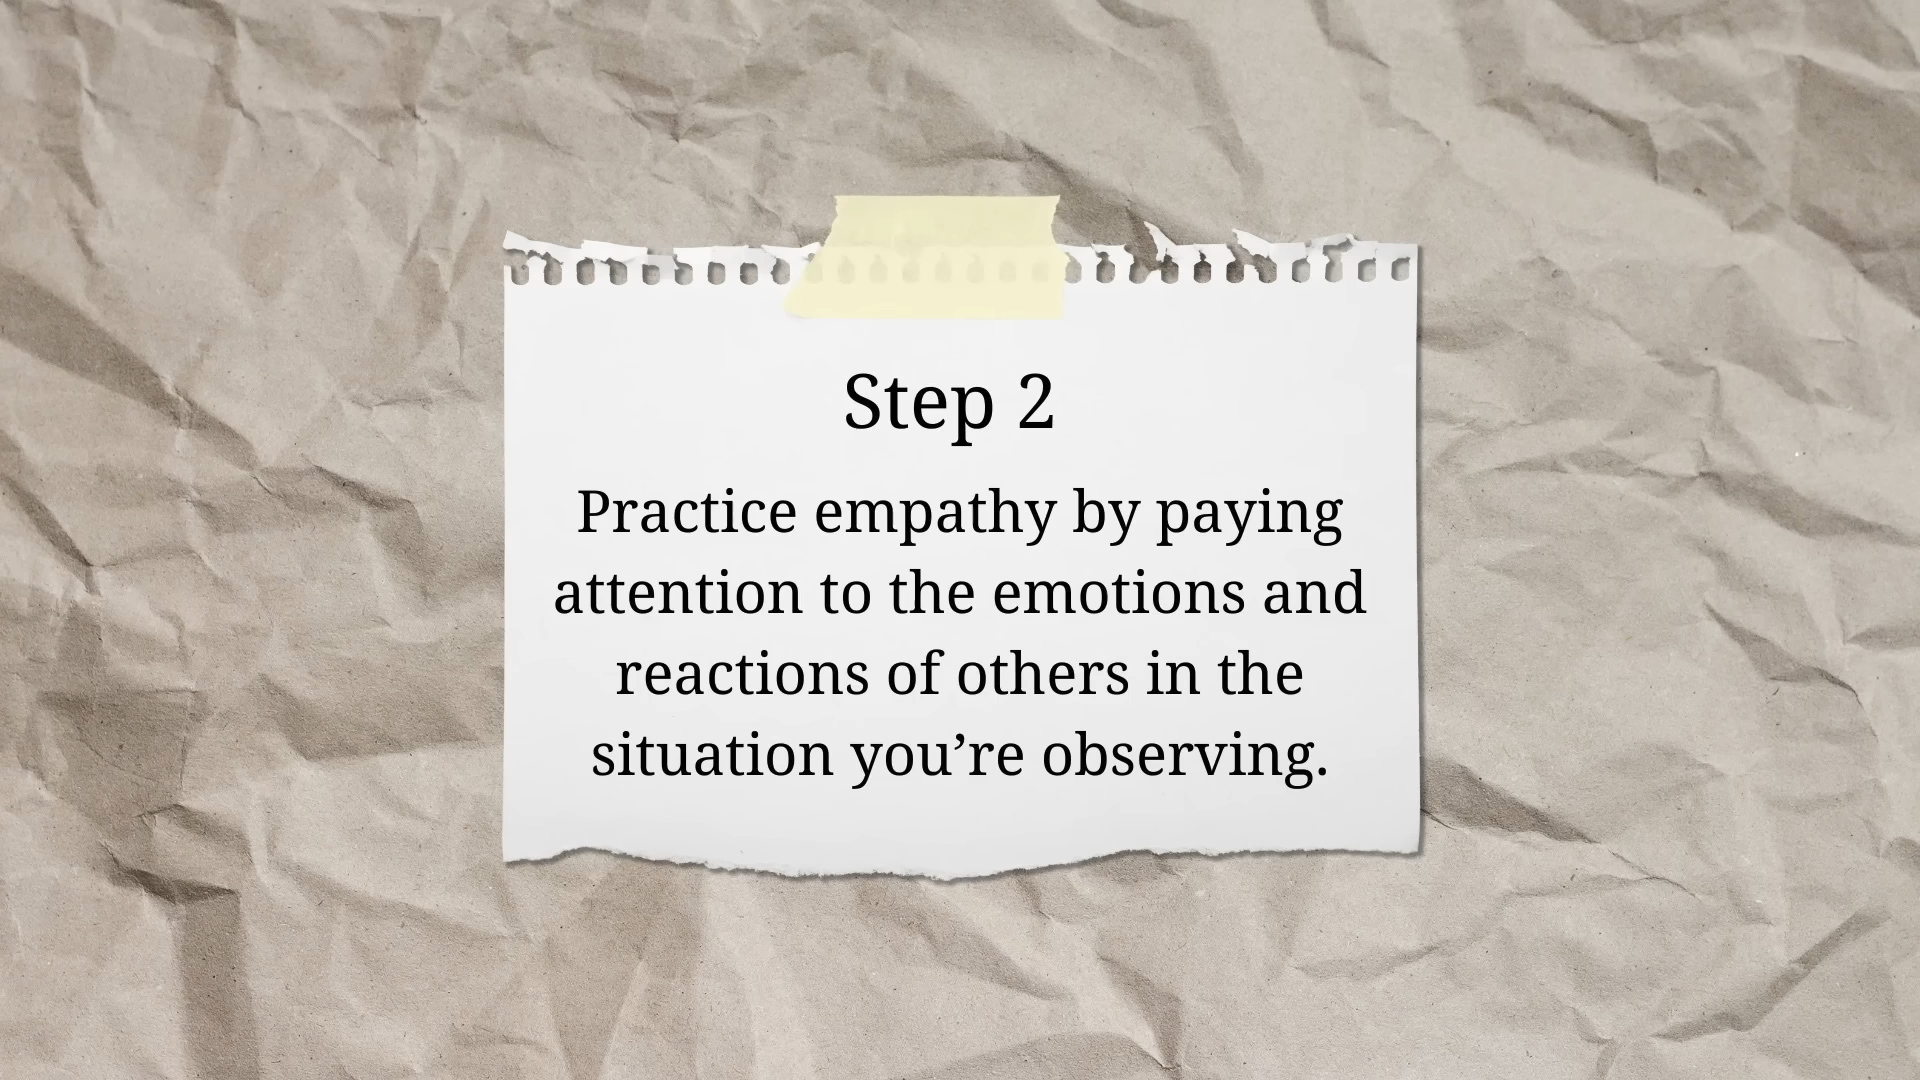 Step 2
Practice empathy by paying
attention to the emotions and
reactions of others in the
situation you’re observing.